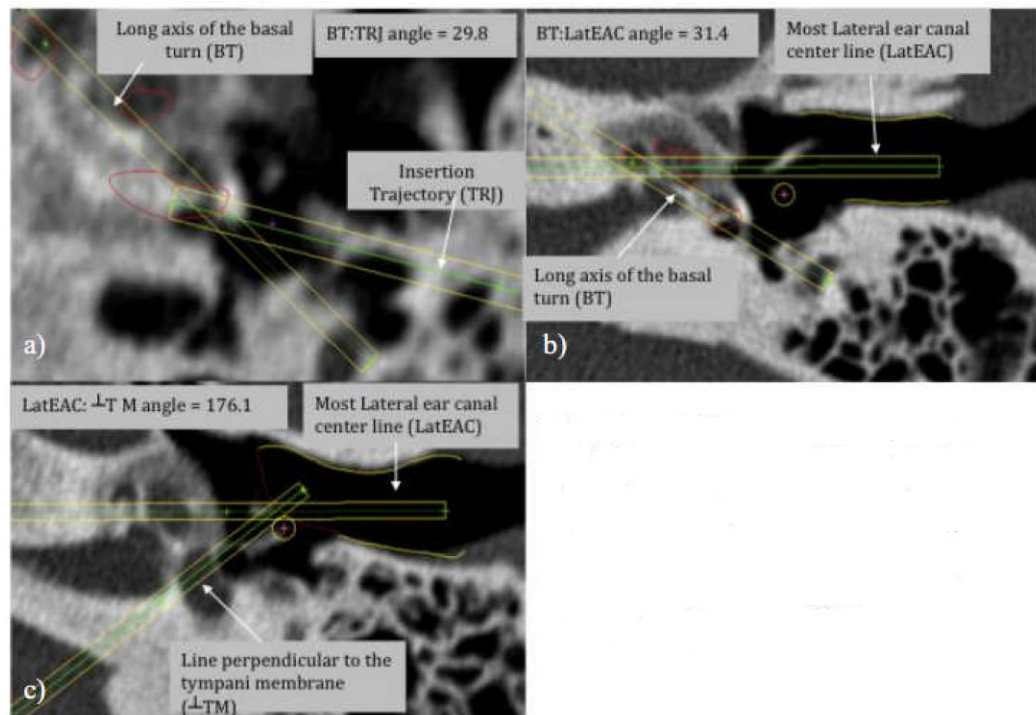 Long axis of the basal
turn (BT)
BT:TRJ angle = 29.8
Insertion
Trajectory (TRJ)
a)
BT:LatEAC angle = 31.4
Most Lateral ear canal
center line (LatEAC)
Long axis of the basal
turn (BT)
b)
LatEAC: ┴T M angle = 176.1
Most Lateral ear canal
center line (LatEAC)
Line perpendicular to the
tympani membrane
(┴TM)
c)